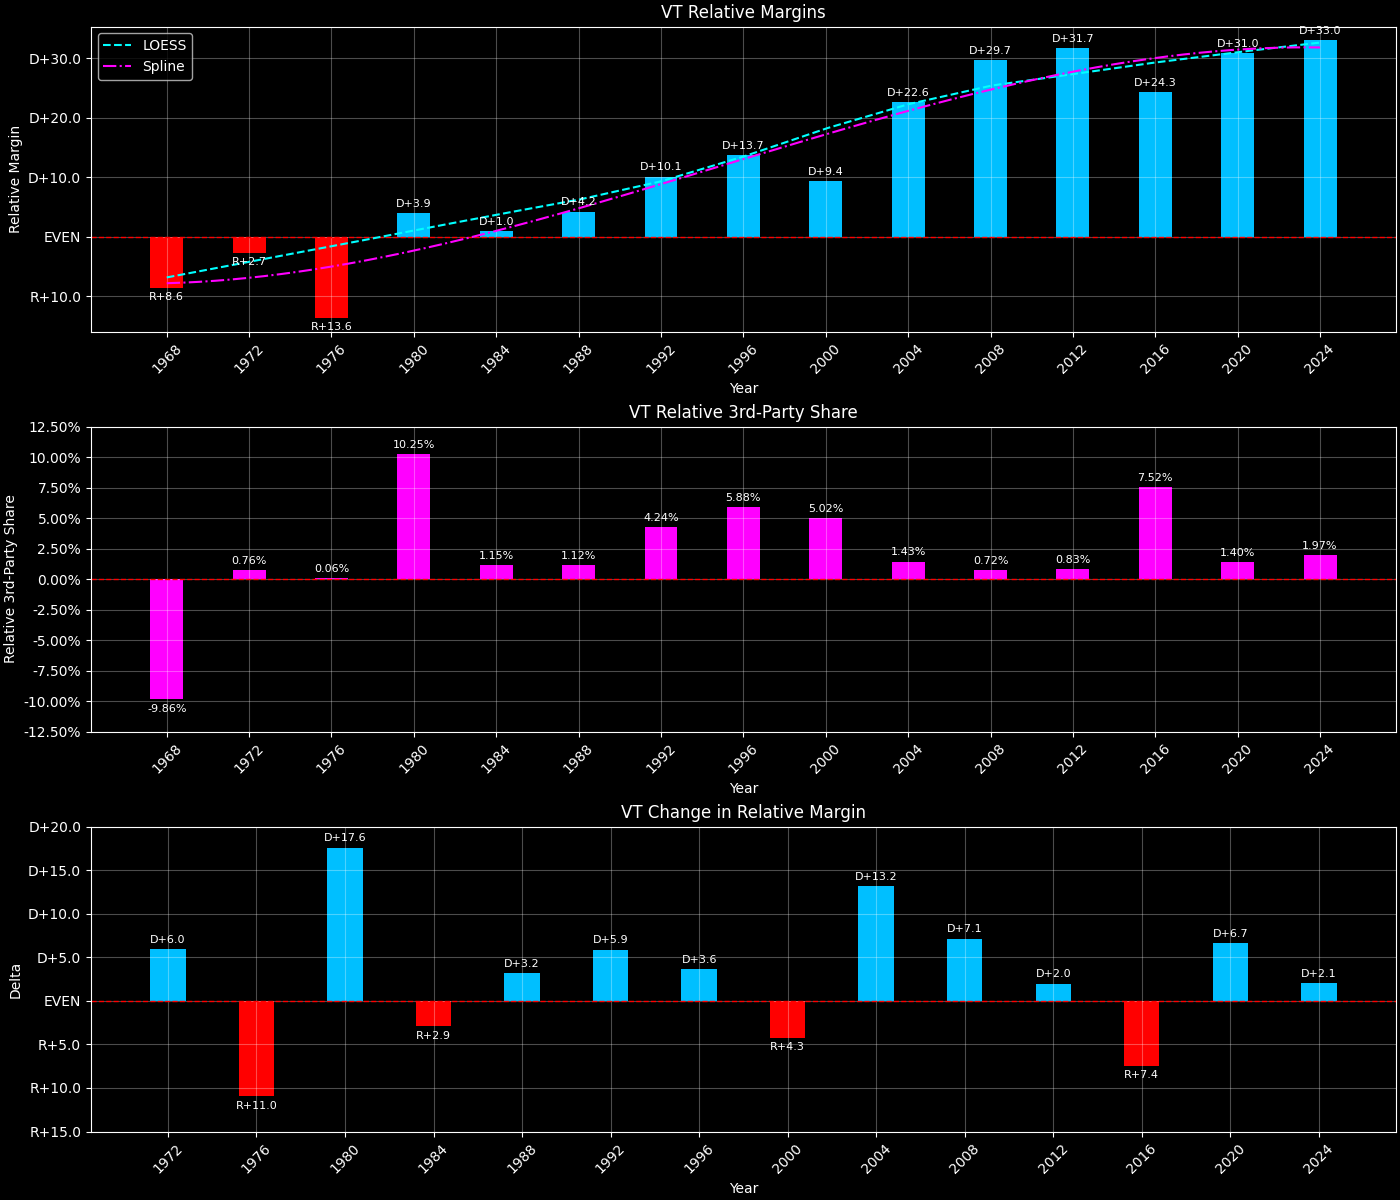 VT Relative Margins
LOESS
Spline
Relative Margin
D+30.0
D+20.0
D+10.0
EVEN
R+10.0
R+8.6
R+2.7
R+13.6
D+3.9
D+1.0
D+4.2
D+10.1
D+13.7
D+9.4
D+22.6
D+29.7
D+31.7
D+24.3
D+31.0
D+33.0
1968 1972 1976 1980 1984 1988 1992 1996 2000 2004 2008 2012 2016 2020 2024
Year
VT Relative 3rd-Party Share
Relative 3rd-Party Share
12.50%
10.00%
7.50%
5.00%
2.50%
0.00%
-2.50%
-5.00%
-7.50%
-10.00%
-12.50%
-9.86%
0.76%
0.06%
10.25%
1.15%
1.12%
4.24%
5.88%
5.02%
1.43%
0.72%
0.83%
7.52%
1.40%
1.97%
1968 1972 1976 1980 1984 1988 1992 1996 2000 2004 2008 2012 2016 2020 2024
Year
VT Change in Relative Margin
Delta
D+20.0
D+15.0
D+10.0
D+5.0
EVEN
R+5.0
R+10.0
R+15.0
D+6.0
R+11.0
D+17.6
R+2.9
D+3.2
D+5.9
D+3.6
R+4.3
D+13.2
D+7.1
D+2.0
R+7.4
D+6.7
D+2.1
1972 1976 1980 1984 1988 1992 1996 2000 2004 2008 2012 2016 2020 2024
Year